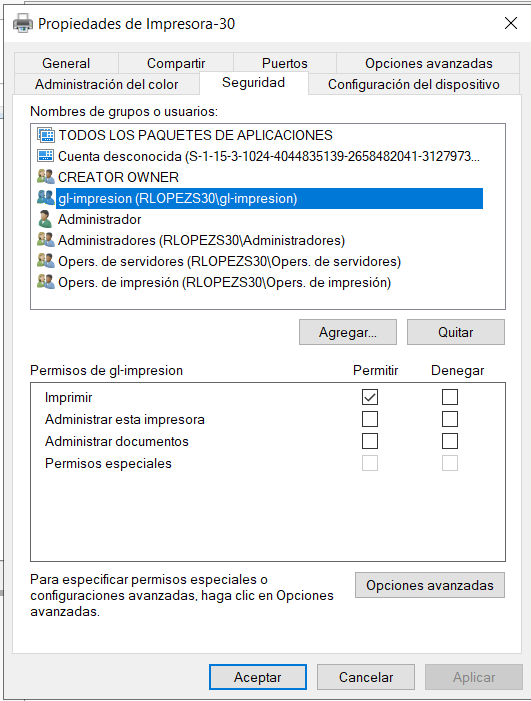 Propiedades de Impresora-30
General Compartir Puertos Opciones avanzadas
Administración del color Seguridad Configuración del dispositivo
Nombres de grupos o usuarios:
TODOS LOS PAQUETES DE APLICACIONES
Cuenta desconocida (S-1-15-3-1024-4044835139-2658482041-3127973...
CREATOR OWNER
gl-impresion (RLOPEZS30\gl-impresion)
Administrador
Administradores (RLOPEZS30\Administradores)
Opers. de servidores (RLOPEZS30\Opers. de servidores)
Opers. de impresión (RLOPEZS30\Opers. de impresión)
Agregar... Quitar
Permisos de gl-impresion Permitir Denegar
Imprimir
Administrar esta impresora
Administrar documentos
Permisos especiales
Para especificar permisos especiales o
configuraciones avanzadas, haga clic en Opciones
avanzadas.
Opciones avanzadas
Aceptar Cancelar Aplicar